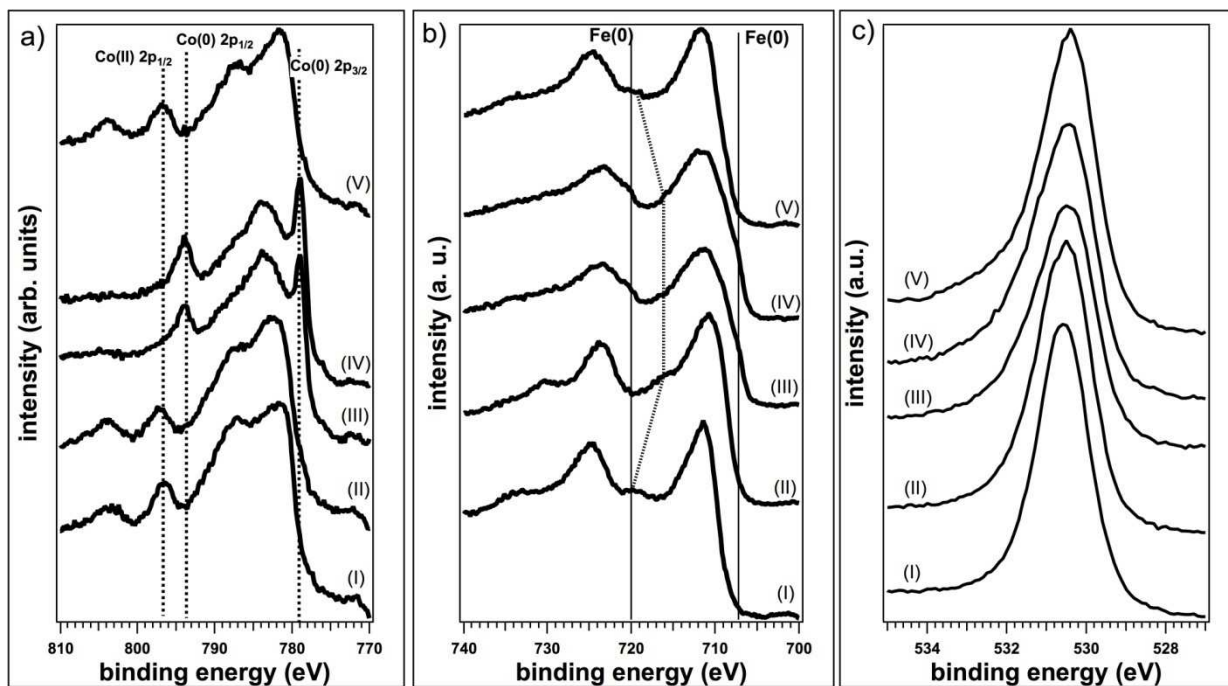 a)
Co(II) 2p1/2
Co(0) 2p1/2
Co(0) 2p3/2
(V)
(IV)
(III)
(II)
(I)
intensity (arb. units)
810 800 790 780 770
binding energy (eV)
b)
Fe(0)
Fe(0)
(V)
(IV)
(III)
(II)
(I)
intensity (a. u.)
740 730 720 710 700
binding energy (eV)
c)
(V)
(IV)
(III)
(II)
(I)
intensity (a.u.)
534 532 530 528
binding energy (eV)